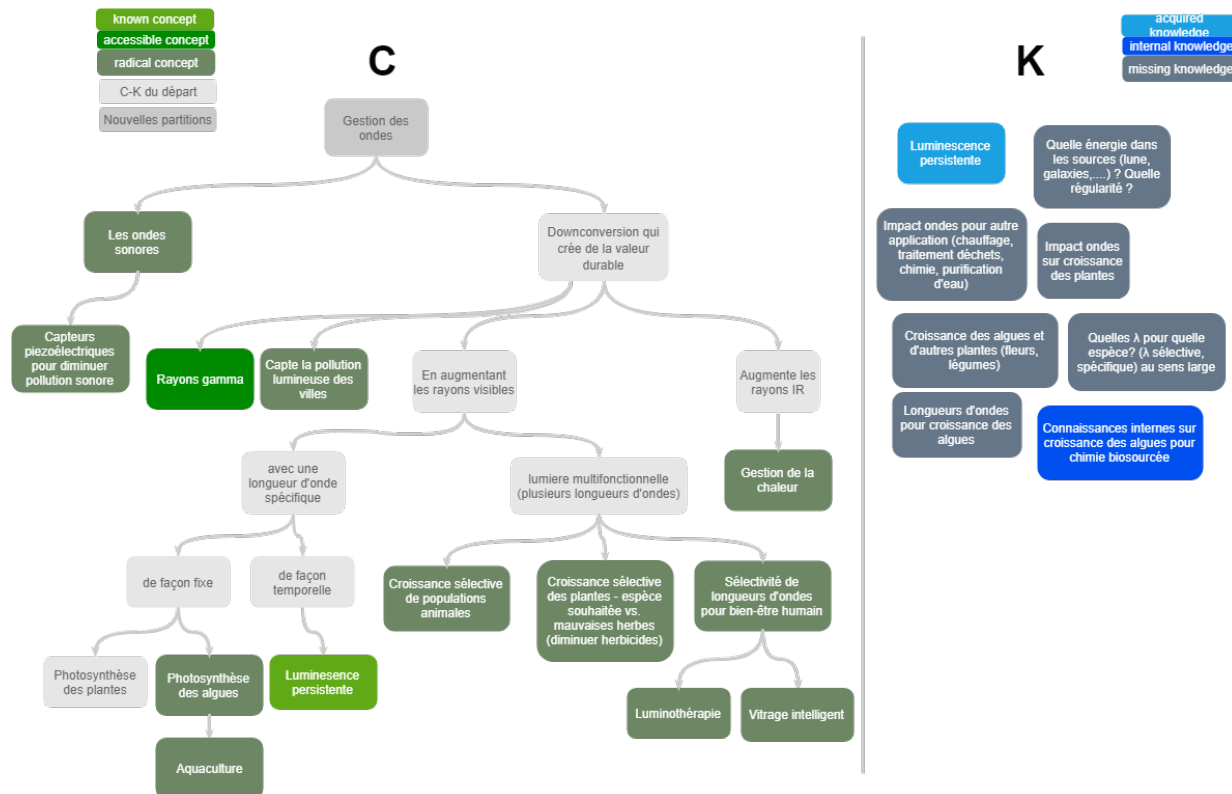 known concept
accessible concept
radical concept
C-K du départ
Nouvelles partitions
C
K
acquired
knowledge
internal knowledge
missing knowledge
Gestion des
ondes
Les ondes
sonores
Downconversion qui
crée de la valeur
durable
Capteurs
piezoélectriques
pour diminuer
pollution sonore
Rayons gamma
Capte la pollution
lumineuse des
villes
En augmentant
les rayons visibles
Augmente les
rayons IR
avec une
longueur d'onde
spécifique
lumiere multifonctionnelle
(plusieurs longueurs d'ondes)
Gestion de la
chaleur
de façon fixe
de façon
temporelle
Croissance sélective
de populations
animales
Croissance sélective
des plantes - espèce
souhaitée vs.
mauvaises herbes
(diminuer herbicides)
Sélectivité de
longueurs d'ondes
pour bien-être humain
Photosynthèse
des plantes
Photosynthèse
des algues
Luminesence
persistente
Luminothérapie
Vitrage intelligent
Aquaculture
Luminescence
persistente
Quelle énergie dans
les sources (lune,
galaxies,....) ? Quelle
régularité ?
Impact ondes pour autre
application (chauffage,
traitement déchets,
chimie, purification
d'eau)
Impact ondes
sur croissance
des plantes
Croissance des algues et
d'autres plantes (fleurs,
légumes)
Quelles λ pour quelle
espèce? (λ sélective,
spécifique) au sens large
Longueurs d'ondes
pour croissance des
algues
Connaissances internes sur
croissance des algues pour
chimie biosourcée